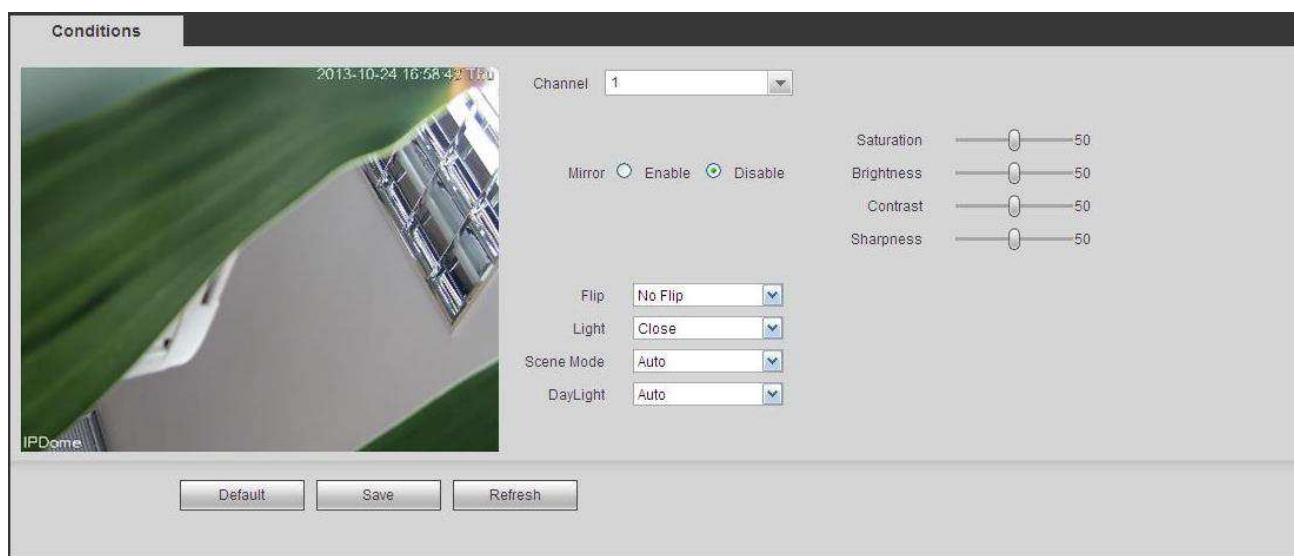 Conditions
2013-10-24 16:58:42 Thu
IPDome
Channel 1
Mirror Enable Disable
Saturation 50
Brightness 50
Contrast 50
Sharpness 50
Flip No Flip
Light Close
Scene Mode Auto
DayLight Auto
Default Save Refresh